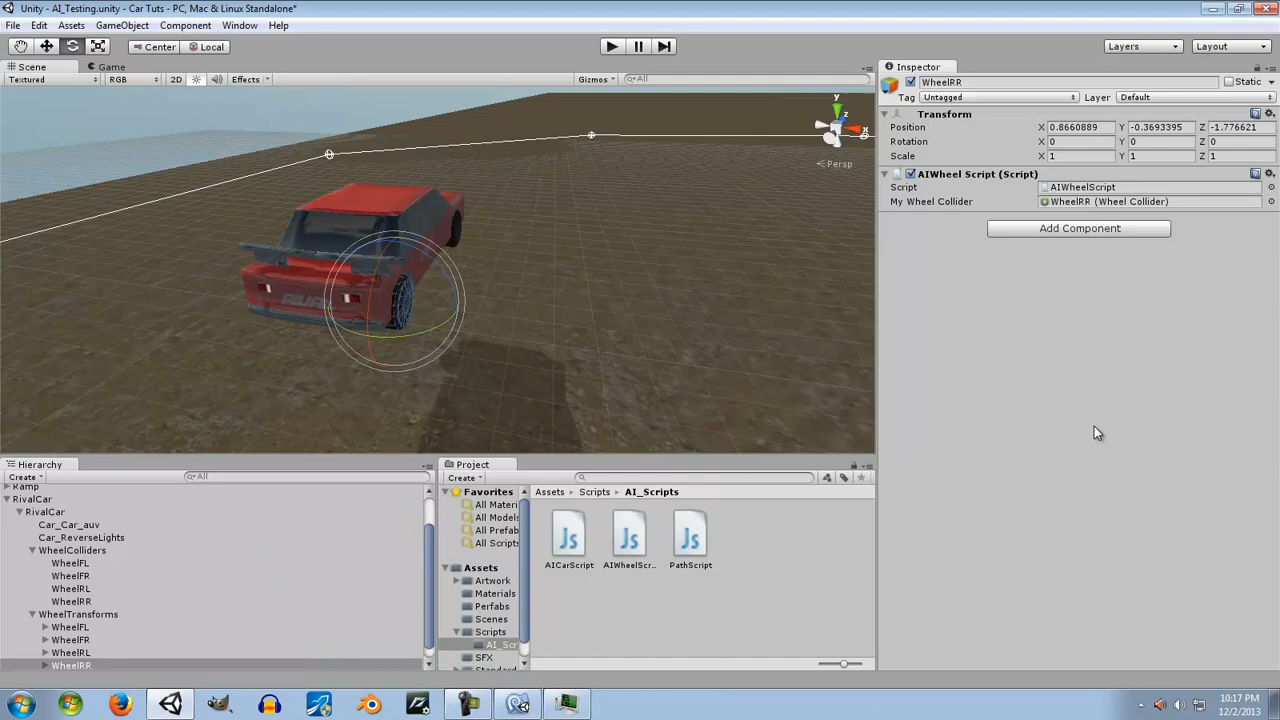 Unity - AI_Testing.unity - Car Tuts - PC, Mac & Linux Standalone*
File Edit Assets GameObject Component Window Help
Center Local Layers Layout
Scene Game
Textured RGB 2D Effects Gizmos All
y
z
x
Persp
Inspector
WheelRR Static
Tag Untagged Layer Default
Transform
Position X 0.8660889 Y -0.3693395 Z -1.776621
Rotation X 0 Y 0 Z 0
Scale X 1 Y 1 Z 1
AIWheel Script (Script)
Script AIWheelScript
My Wheel Collider WheelRR (Wheel Collider)
Add Component
Hierarchy
Create All
Ramp
RivalCar
RivalCar
Car_Car_auv
Car_ReverseLights
WheelColliders
WheelFL
WheelFR
WheelRL
WheelRR
WheelTransforms
WheelFL
WheelFR
WheelRL
WheelRR
Project
Create
Favorites
All Materi
All Models
All Prefab
All Scripts
Assets
Artwork
Materials
Perfabs
Scenes
Scripts
AI_Scr
SFX
Assets Scripts AI_Scripts
Js Js Js
AICarScript AIWheelScr... PathScript
10:17 PM
12/2/2013